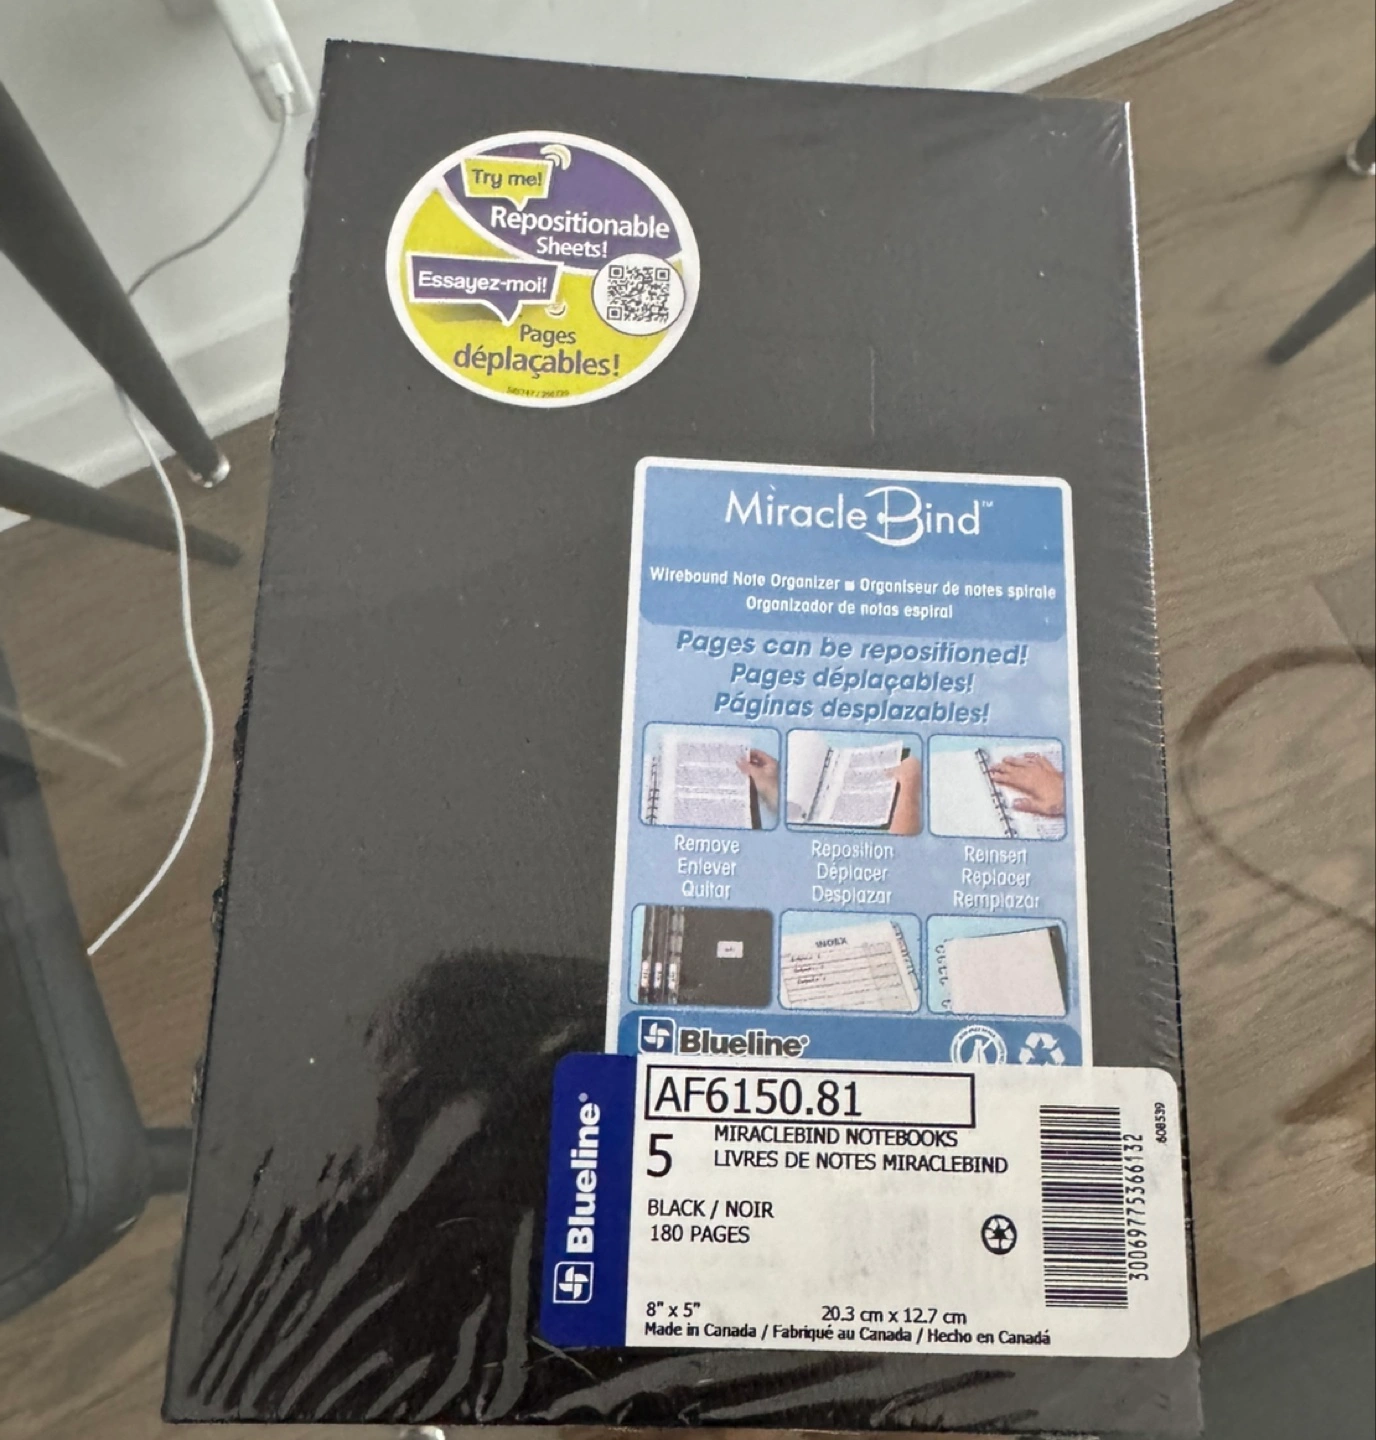 Try me!
Repositionable
Sheets!
Essayez-moi!
Pages
déplaçables!
MiracleBind™
Wirebound Note Organizer ■ Organiseur de notes spirale
Organizador de notas espiral
Pages can be repositioned!
Pages déplaçables!
Páginas desplazables!
Remove Reposition Reinsert
Enlever Déplacer Replacer
Quitar Desplazar Remplazar
INDEX
Blueline®
Blueline®
AF6150.81
5 MIRACLEBIND NOTEBOOKS
LIVRES DE NOTES MIRACLEBIND
BLACK / NOIR
180 PAGES
8" x 5" 20.3 cm x 12.7 cm
Made in Canada / Fabriqué au Canada / Hecho en Canadá
30069775366132
608539